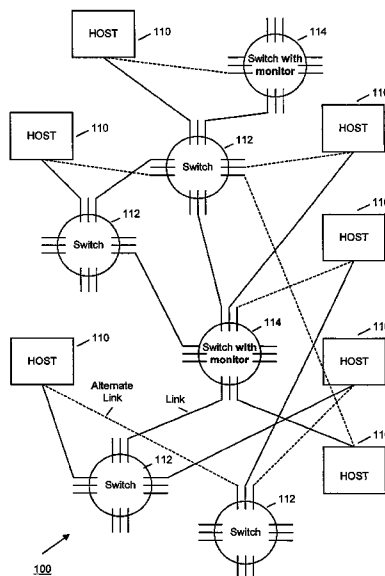 114
HOST
110
Switch with
monitor
110
HOST
110
HOST
112
Switch
110
HOST
112
Switch
114
Switch with
monitor
110
HOST
110
HOST
Alternate
Link
Link
112
Switch
110
HOST
112
Switch
100